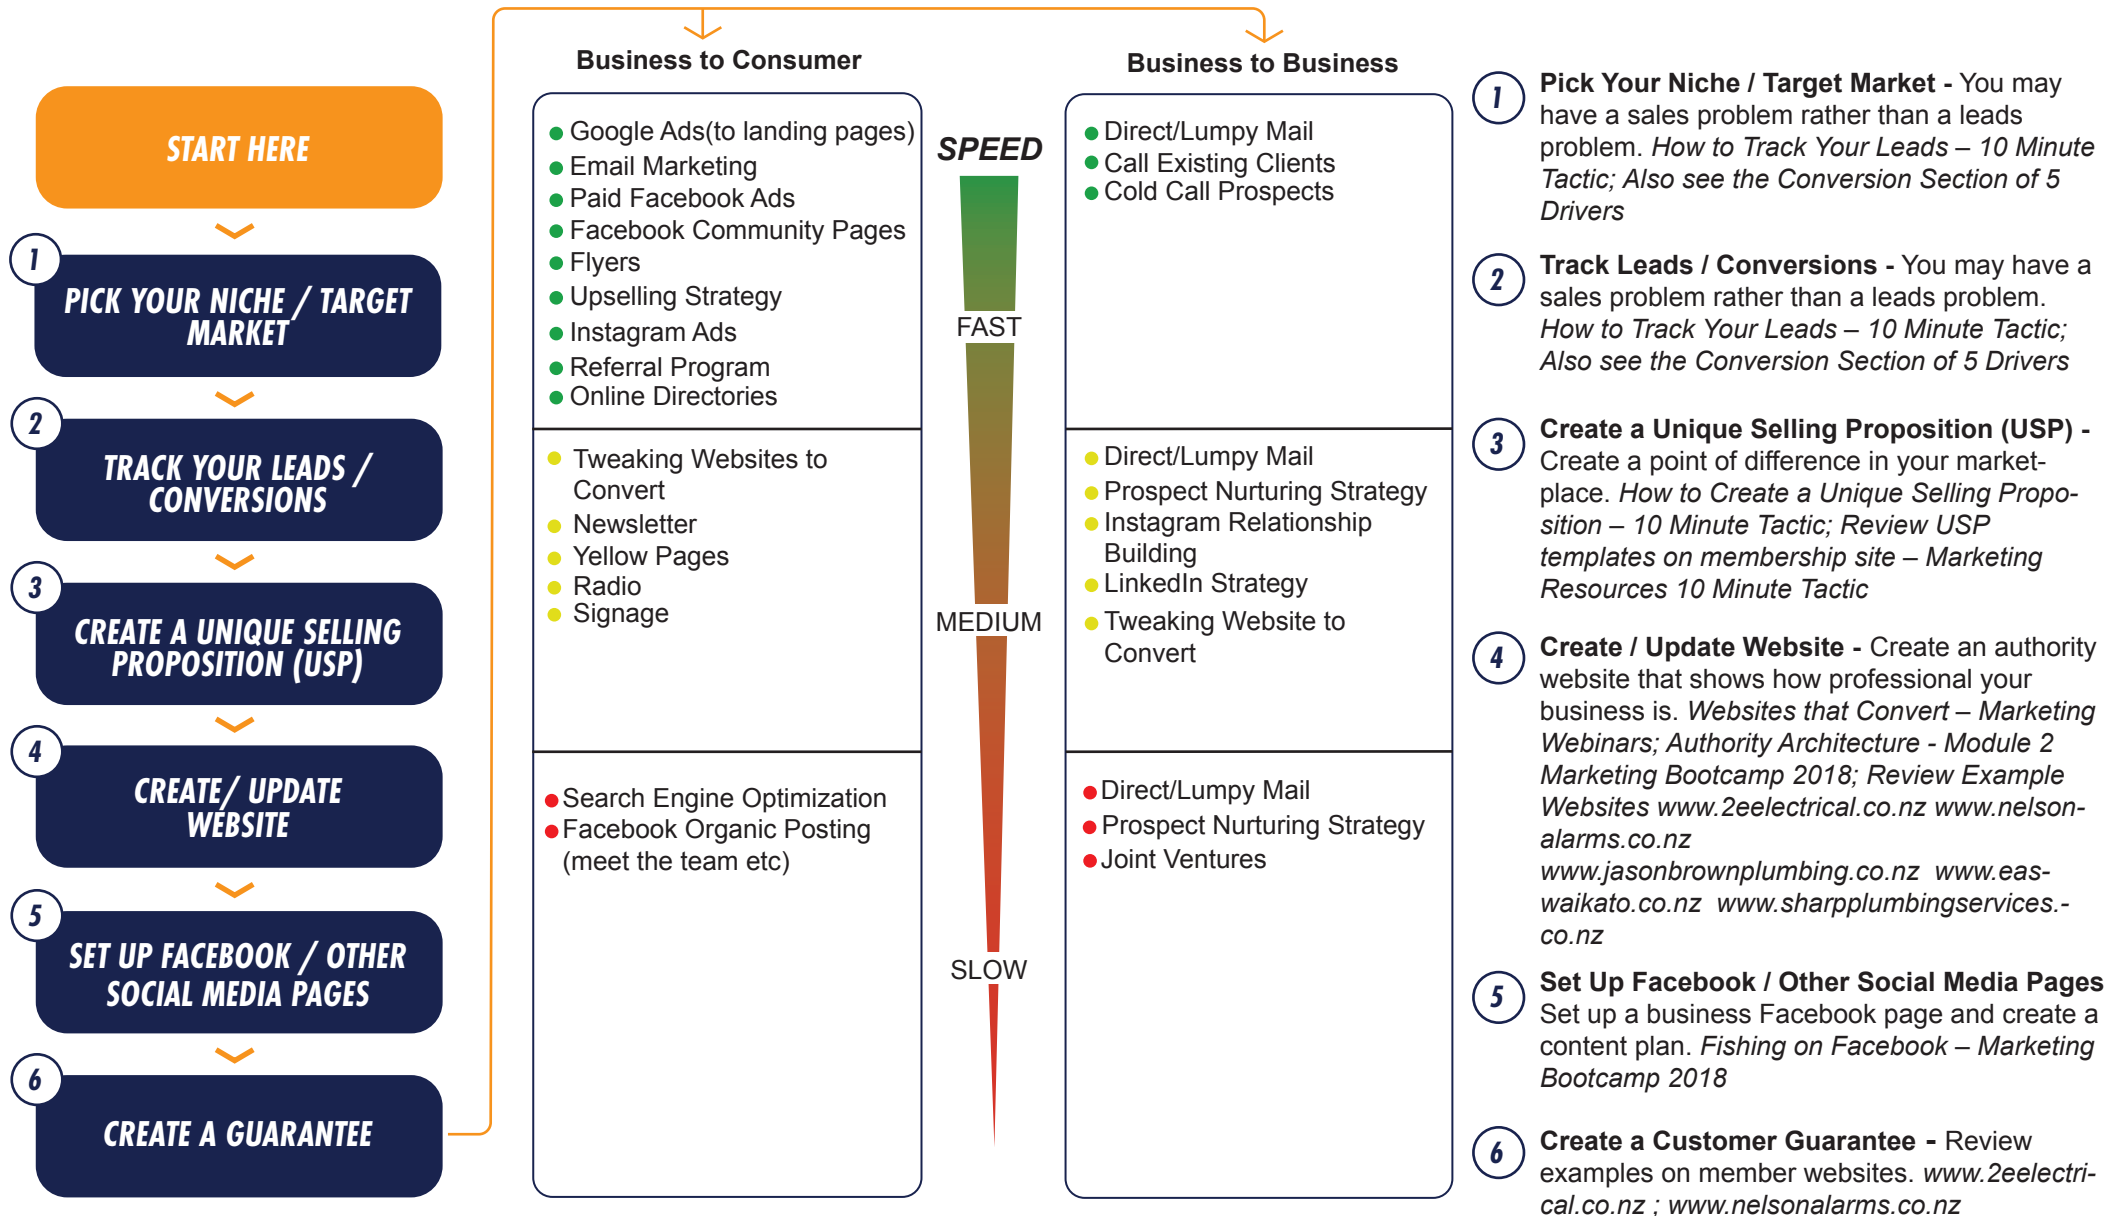 START HERE
1
PICK YOUR NICHE / TARGET
MARKET
2
TRACK YOUR LEADS /
CONVERSIONS
3
CREATE A UNIQUE SELLING
PROPOSITION (USP)
4
CREATE/ UPDATE
WEBSITE
5
SET UP FACEBOOK / OTHER
SOCIAL MEDIA PAGES
6
CREATE A GUARANTEE
Business to Consumer
Google Ads(to landing pages)
Email Marketing
Paid Facebook Ads
Facebook Community Pages
Flyers
Upselling Strategy
Instagram Ads
Referral Program
Online Directories
Tweaking Websites to
Convert
Newsletter
Yellow Pages
Radio
Signage
Search Engine Optimization
Facebook Organic Posting
(meet the team etc)
SPEED
FAST
MEDIUM
SLOW
Business to Business
Direct/Lumpy Mail
Call Existing Clients
Cold Call Prospects
Direct/Lumpy Mail
Prospect Nurturing Strategy
Instagram Relationship
Building
LinkedIn Strategy
Tweaking Website to
Convert
Direct/Lumpy Mail
Prospect Nurturing Strategy
Joint Ventures
1
Pick Your Niche / Target Market - You may
have a sales problem rather than a leads
problem. How to Track Your Leads – 10 Minute
Tactic; Also see the Conversion Section of 5
Drivers
2
Track Leads / Conversions - You may have a
sales problem rather than a leads problem.
How to Track Your Leads – 10 Minute Tactic;
Also see the Conversion Section of 5 Drivers
3
Create a Unique Selling Proposition (USP) -
Create a point of difference in your market-
place. How to Create a Unique Selling Propo-
sition – 10 Minute Tactic; Review USP
templates on membership site – Marketing
Resources 10 Minute Tactic
4
Create / Update Website - Create an authority
website that shows how professional your
business is. Websites that Convert – Marketing
Webinars; Authority Architecture - Module 2
Marketing Bootcamp 2018; Review Example
Websites www.2eelectrical.co.nz www.nelson-
alarms.co.nz
www.jasonbrownplumbing.co.nz www.eas-
waikato.co.nz www.sharpplumbingservices.-
co.nz
5
Set Up Facebook / Other Social Media Pages
Set up a business Facebook page and create a
content plan. Fishing on Facebook – Marketing
Bootcamp 2018
6
Create a Customer Guarantee - Review
examples on member websites. www.2eelectri-
cal.co.nz ; www.nelsonalarms.co.nz